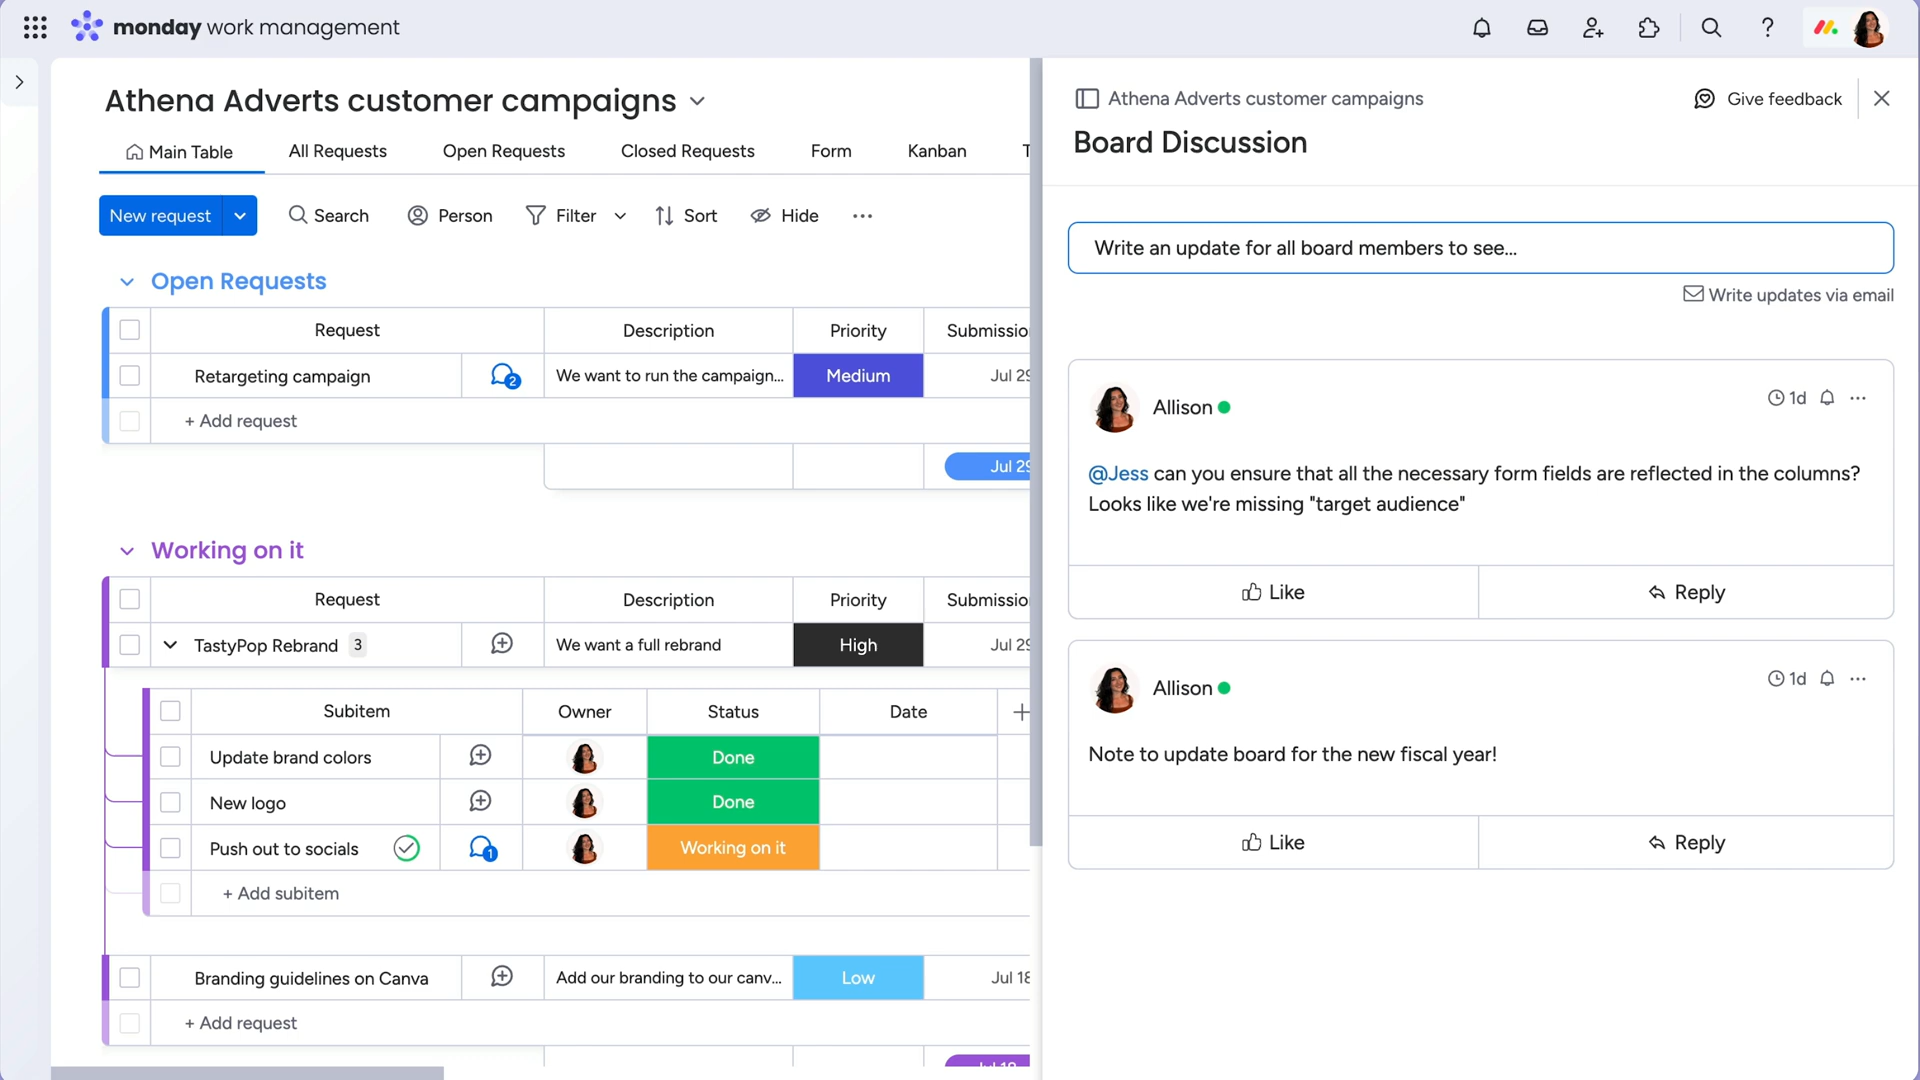 monday work management
Athena Adverts customer campaigns
Main Table
All Requests
Open Requests
Closed Requests
Form
Kanban
T
New request
Search
Person
Filter
Sort
Hide
Open Requests
Request
Description
Priority
Submissio
Retargeting campaign
2
We want to run the campaign...
Medium
Jul 29
+ Add request
Jul 29
Working on it
Request
Description
Priority
Submissio
TastyPop Rebrand 3
We want a full rebrand
High
Jul 29
Subitem
Owner
Status
Date
Update brand colors
Done
New logo
Done
Push out to socials
1
Working on it
+ Add subitem
Branding guidelines on Canva
Add our branding to our canv...
Low
Jul 18
+ Add request
Jul 18
Athena Adverts customer campaigns
Give feedback
Board Discussion
Write an update for all board members to see...
Write updates via email
Allison
1d
@Jess can you ensure that all the necessary form fields are reflected in the columns?
Looks like we're missing "target audience"
Like
Reply
Allison
1d
Note to update board for the new fiscal year!
Like
Reply